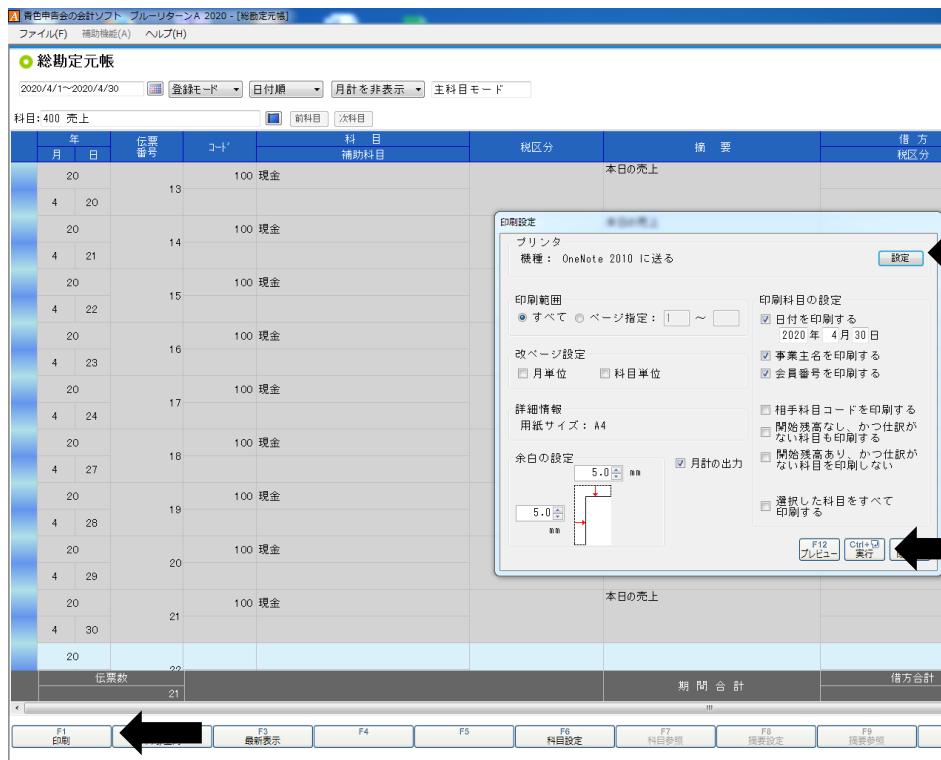 青色申告会の会計ソフト ブルーリターンA 2020 - [総勘定元帳]
ファイル(F) 補助機能(A) ヘルプ(H)
総勘定元帳
2020/4/1～2020/4/30 登録モード 日付順 月計を非表示 主科目モード
科目: 400 売上 前科目 次科目
年 伝票 コード 科 目 税区分 摘 要 借 方
月 日 番号 補助科目 税区分
20 13 100 現金 本日の売上
4 20
20 14 100 現金
4 21
20 15 100 現金
4 22
20 16 100 現金
4 23
20 17 100 現金
4 24
20 18 100 現金
4 27
20 19 100 現金
4 28
20 20 100 現金
4 29
20 21 100 現金 本日の売上
4 30
20
伝票数 期 間 合 計 借方合計
21
印刷設定
プリンタ
機種： OneNote 2010 に送る 設定
印刷範囲
すべて ページ指定： 1 ～
改ページ設定
月単位 科目単位
詳細情報
用紙サイズ： A4
余白の設定
5.0 mm
5.0
mm
月計の出力
印刷科目の設定
日付を印刷する
2020 年 4 月 30 日
事業主名を印刷する
会員番号を印刷する
相手科目コードを印刷する
開始残高なし、かつ仕訳が
ない科目も印刷する
開始残高あり、かつ仕訳が
ない科目を印刷しない
選択した科目をすべて
印刷する
F12 Ctrl+
プレビュー 実行
F1 F3 F4 F5 F6 F7 F8 F9
印刷 最新表示 科目設定 科目参照 摘要設定 摘要参照